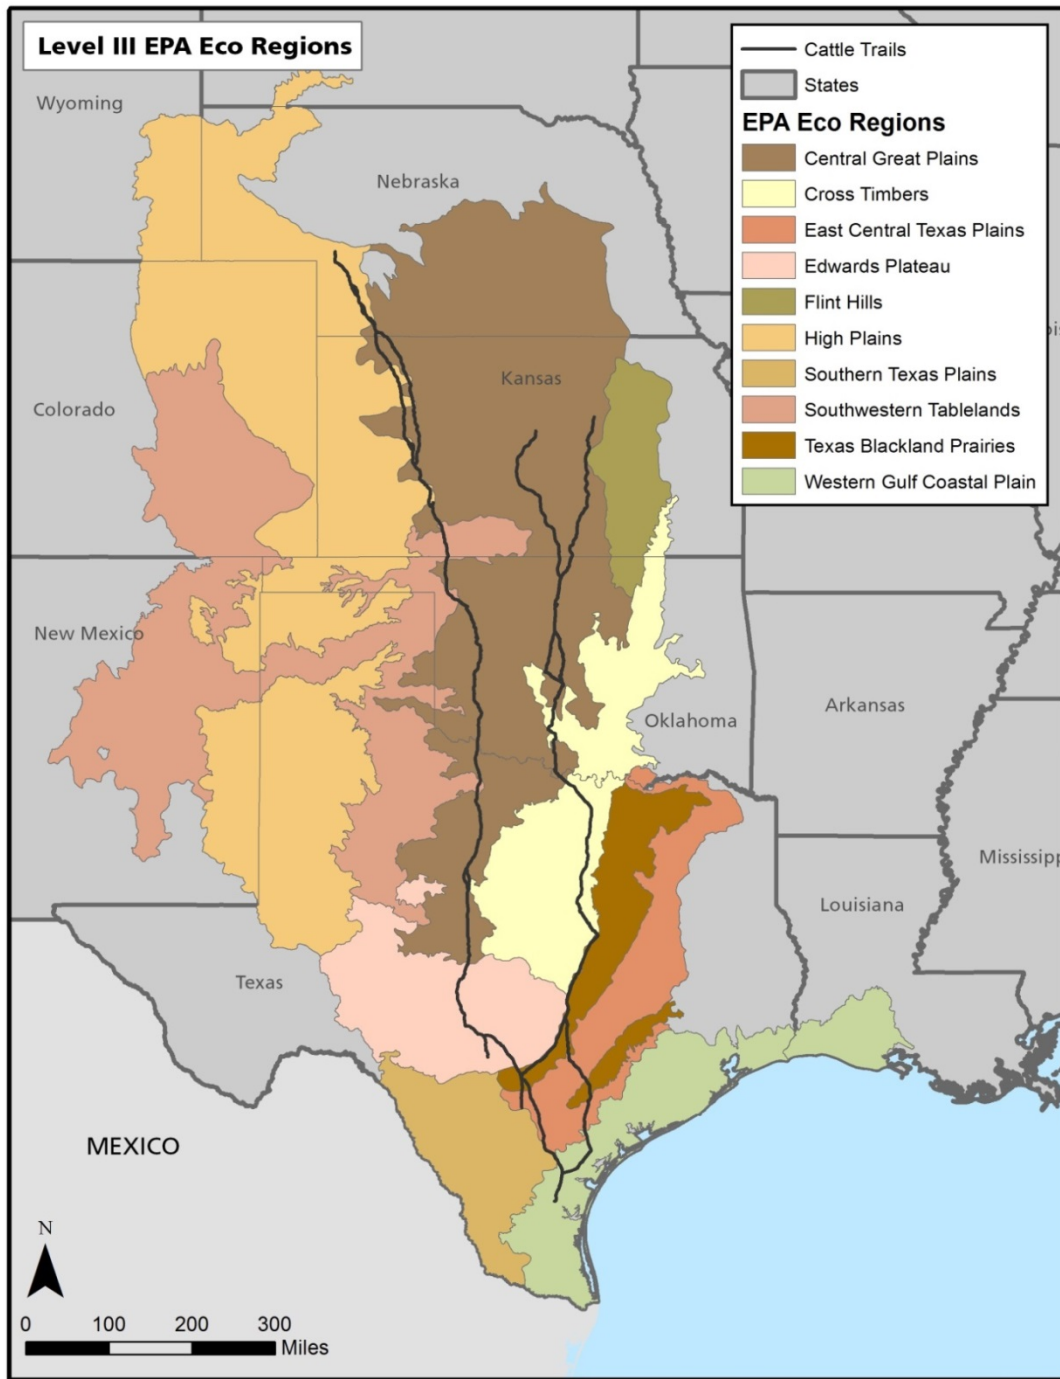 Level III EPA Eco Regions
Cattle Trails
States
EPA Eco Regions
Central Great Plains
Cross Timbers
East Central Texas Plains
Edwards Plateau
Flint Hills
High Plains
Southern Texas Plains
Southwestern Tablelands
Texas Blackland Prairies
Western Gulf Coastal Plain
Wyoming
Nebraska
Colorado
Kansas
New Mexico
Oklahoma
Arkansas
Mississipp
Louisiana
Texas
MEXICO
N
0 100 200 300
Miles